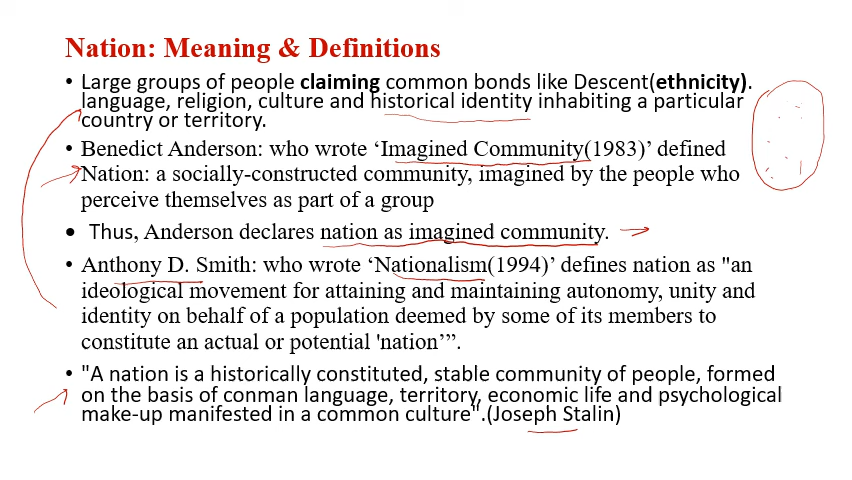 Nation: Meaning & Definitions
• Large groups of people claiming common bonds like Descent(ethnicity).
language, religion, culture and historical identity inhabiting a particular
country or territory.
• Benedict Anderson: who wrote ‘Imagined Community(1983)’ defined
Nation: a socially-constructed community, imagined by the people who
perceive themselves as part of a group
• Thus, Anderson declares nation as imagined community.
• Anthony D. Smith: who wrote ‘Nationalism(1994)’ defines nation as "an
ideological movement for attaining and maintaining autonomy, unity and
identity on behalf of a population deemed by some of its members to
constitute an actual or potential 'nation’”.
• "A nation is a historically constituted, stable community of people, formed
on the basis of conman language, territory, economic life and psychological
make-up manifested in a common culture".(Joseph Stalin)